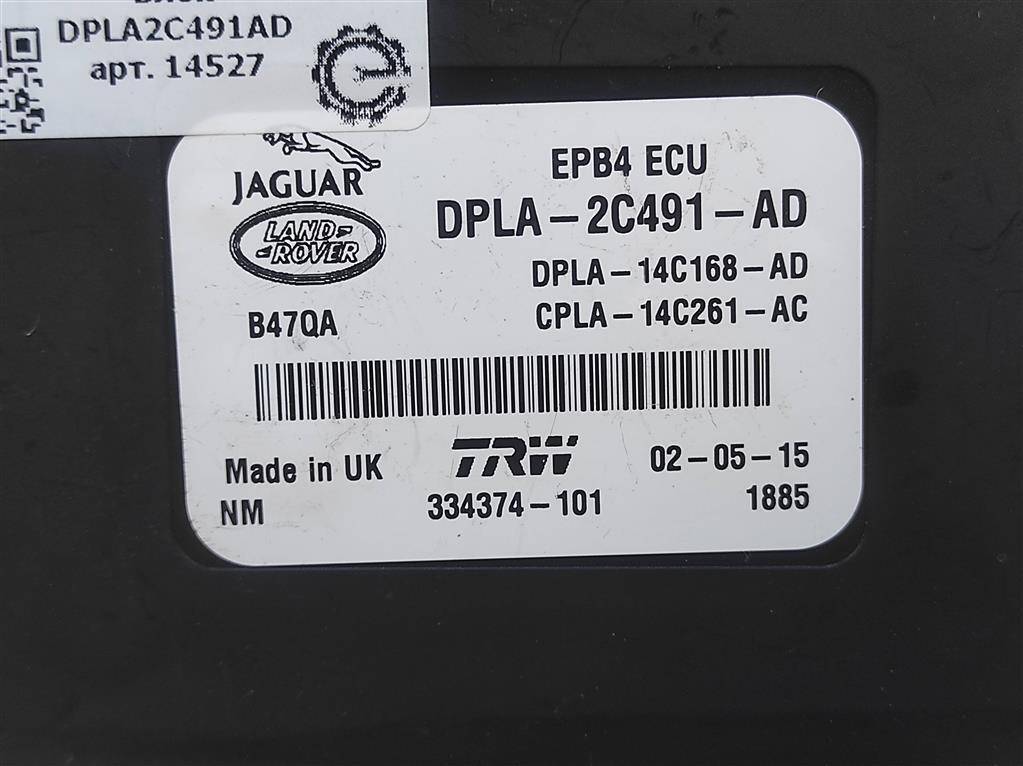 DPLA2C491AD
арт. 14527
JAGUAR
LAND
ROVER
EPB4 ECU
DPLA-2C491-AD
DPLA-14C168-AD
B47QA
CPLA-14C261-AC
Made in UK
TRW
02-05-15
NM
334374-101
1885